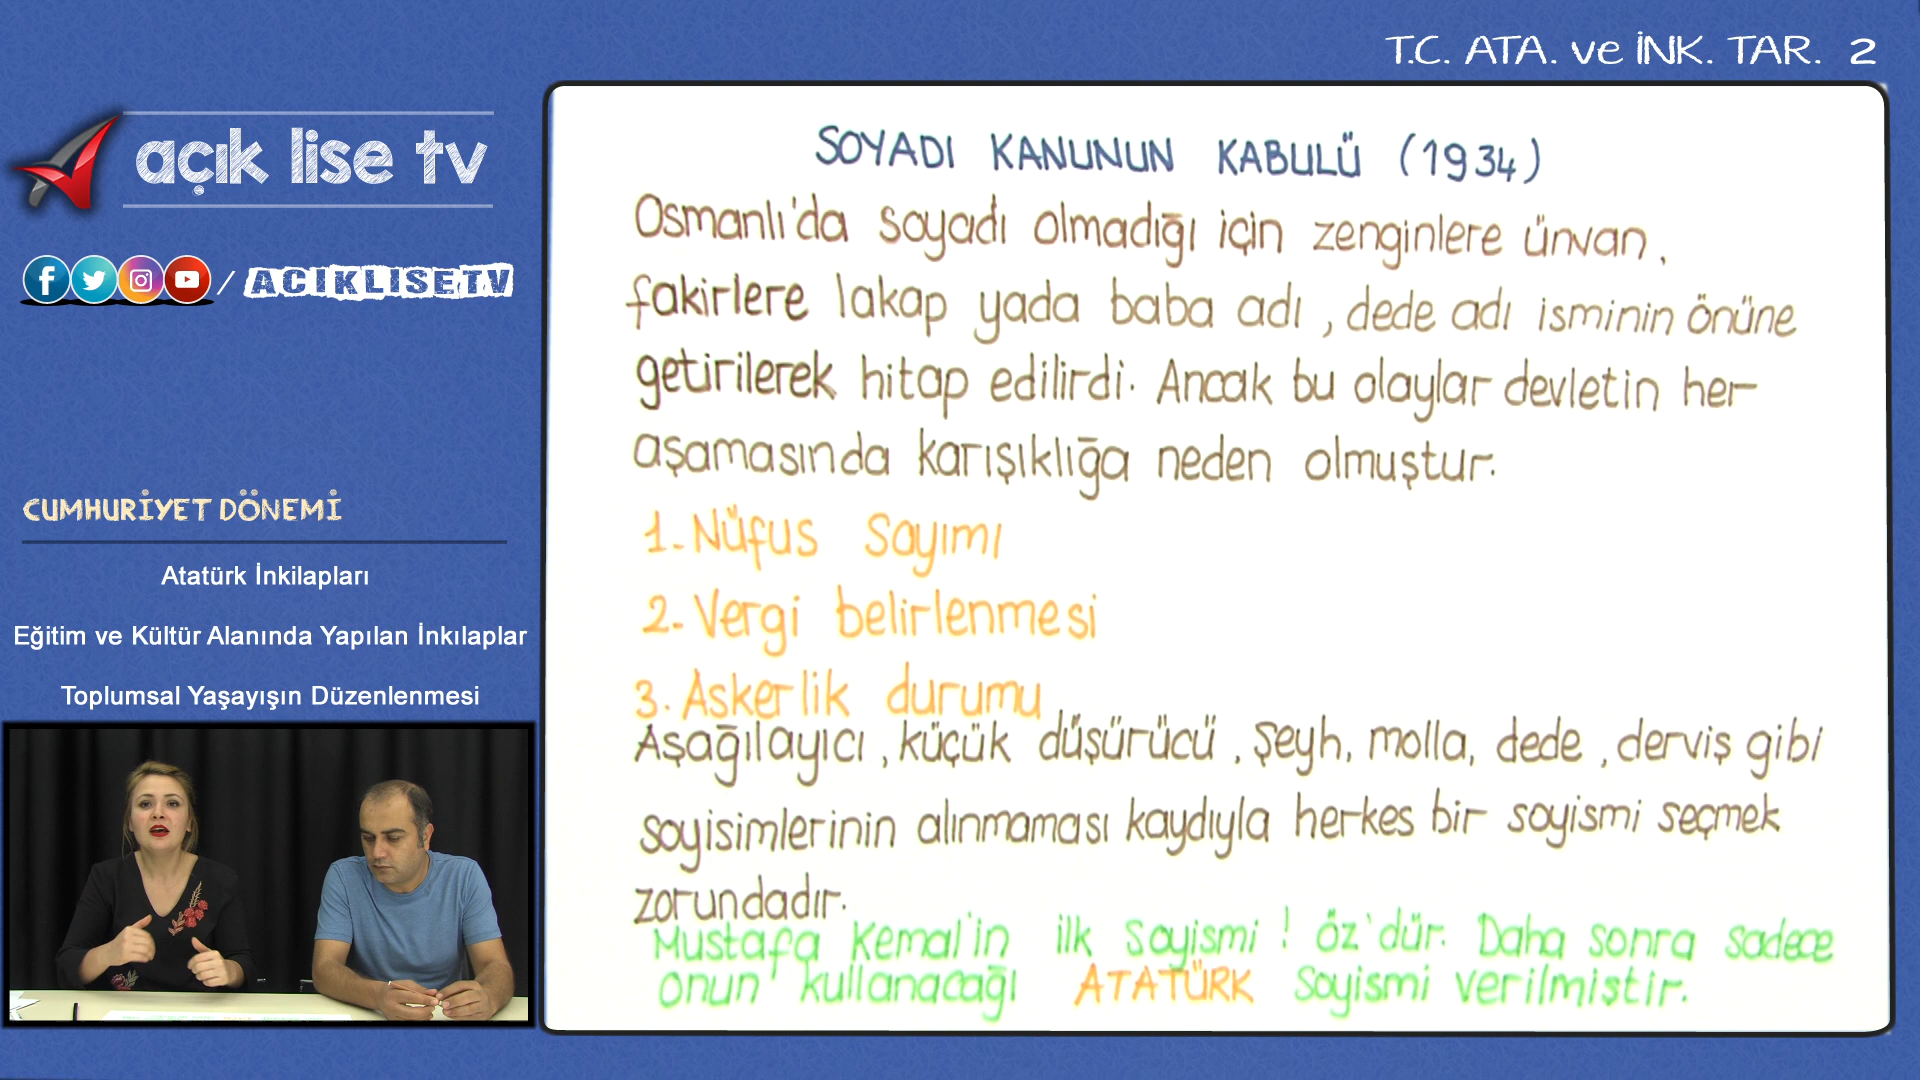 T.C. ATA. ve İNK. TAR. 2
açık lise tv
/ ACIKLISETV
CUMHURİYET DÖNEMİ
Atatürk İnkilapları
Eğitim ve Kültür Alanında Yapılan İnkılaplar
Toplumsal Yaşayışın Düzenlenmesi
SOYADI KANUNUN KABULÜ (1934)
Osmanlı'da soyadı olmadığı için zenginlere ünvan,
fakirlere lakap yada baba adı, dede adı isminin önüne
getirilerek hitap edilirdi. Ancak bu olaylar devletin her
aşamasında karışıklığa neden olmuştur.
1- Nüfus Sayımı
2- Vergi belirlenmesi
3. Askerlik durumu
Aşağılayıcı, küçük düşürücü, Şeyh, molla, dede, derviş gibi
soyisimlerinin alınmaması kaydıyla herkes bir soyismi seçmek
zorundadır.
Mustafa Kemal'in ilk Soyismi! öz'dür. Daha sonra sadece
onun kullanacağı ATATÜRK Soyismi verilmiştir.